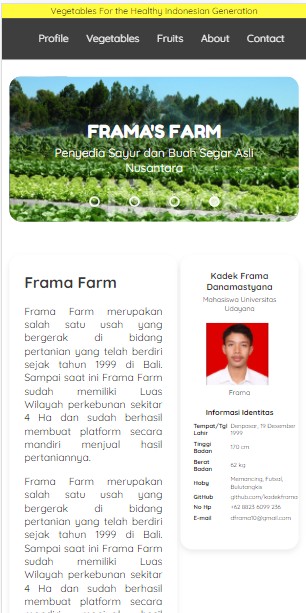 Vegetables For the Healthy Indonesian Generation
Profile Vegetables Fruits About Contact
FRAMA'S FARM
Penyedia Sayur dan Buah Segar Asli
Nusantara
Frama Farm
Frama Farm merupakan
salah satu usah yang
bergerak di bidang
pertanian yang telah berdiri
sejak tahun 1999 di Bali.
Sampai saat ini Frama Farm
sudah memiliki Luas
Wilayah perkebunan sekitar
4 Ha dan sudah berhasil
membuat platform secara
mandiri menjual hasil
pertaniannya.
Frama Farm merupakan
salah satu usah yang
bergerak di bidang
pertanian yang telah berdiri
sejak tahun 1999 di Bali.
Sampai saat ini Frama Farm
sudah memiliki Luas
Wilayah perkebunan sekitar
4 Ha dan sudah berhasil
membuat platform secara
Kadek Frama
Danamastyana
Mahasiswa Universitas
Udayana
Frama
Informasi Identitas
Tempat/Tgl Denpasar, 19 Desember
Lahir 1999
Tinggi
Badan 170 cm
Berat
Badan 62 kg
Hoby Memancing, Futsal,
Bulutangkis
GitHub
No Hp +62 8823 6099 236
E-mail dframa10@gmail.com